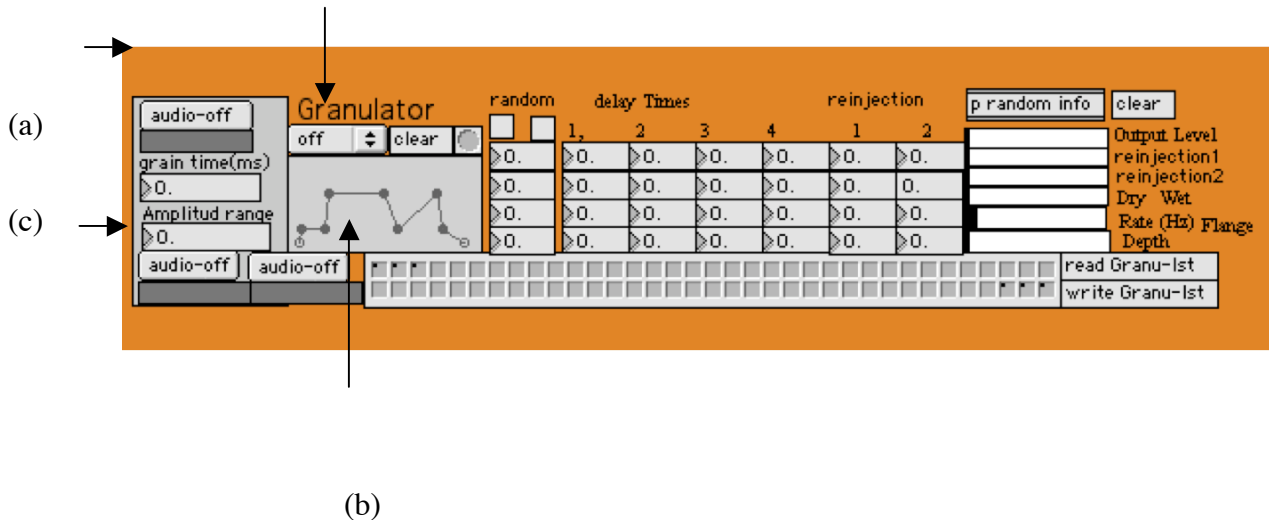 (a)
(c)
(b)
audio-off
grain time(ms)
0.
Amplitud range
0.
audio-off audio-off
Granulator
off clear
random delay Times reinjection
1, 2 3 4 1 2
0. 0. 0. 0. 0. 0. 0.
0. 0. 0. 0. 0. 0. 0.
0. 0. 0. 0. 0. 0. 0.
0. 0. 0. 0. 0. 0. 0.
p random info clear
Output Level
reinjection1
reinjection2
Dry Wet
Rate (Hz) Flange
Depth
read Granu-lst
write Granu-lst